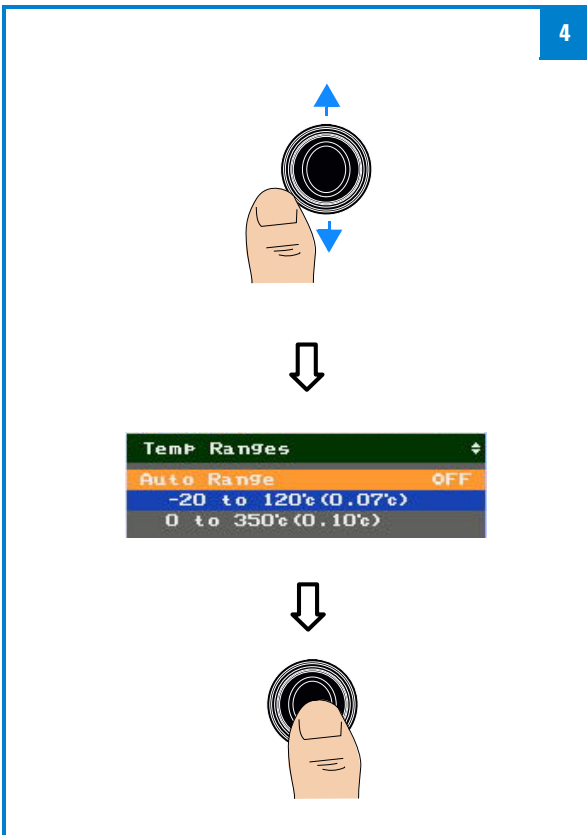 4
Temp Ranges
Auto Range OFF
-20 to 120℃(0.07℃)
0 to 350℃(0.10℃)